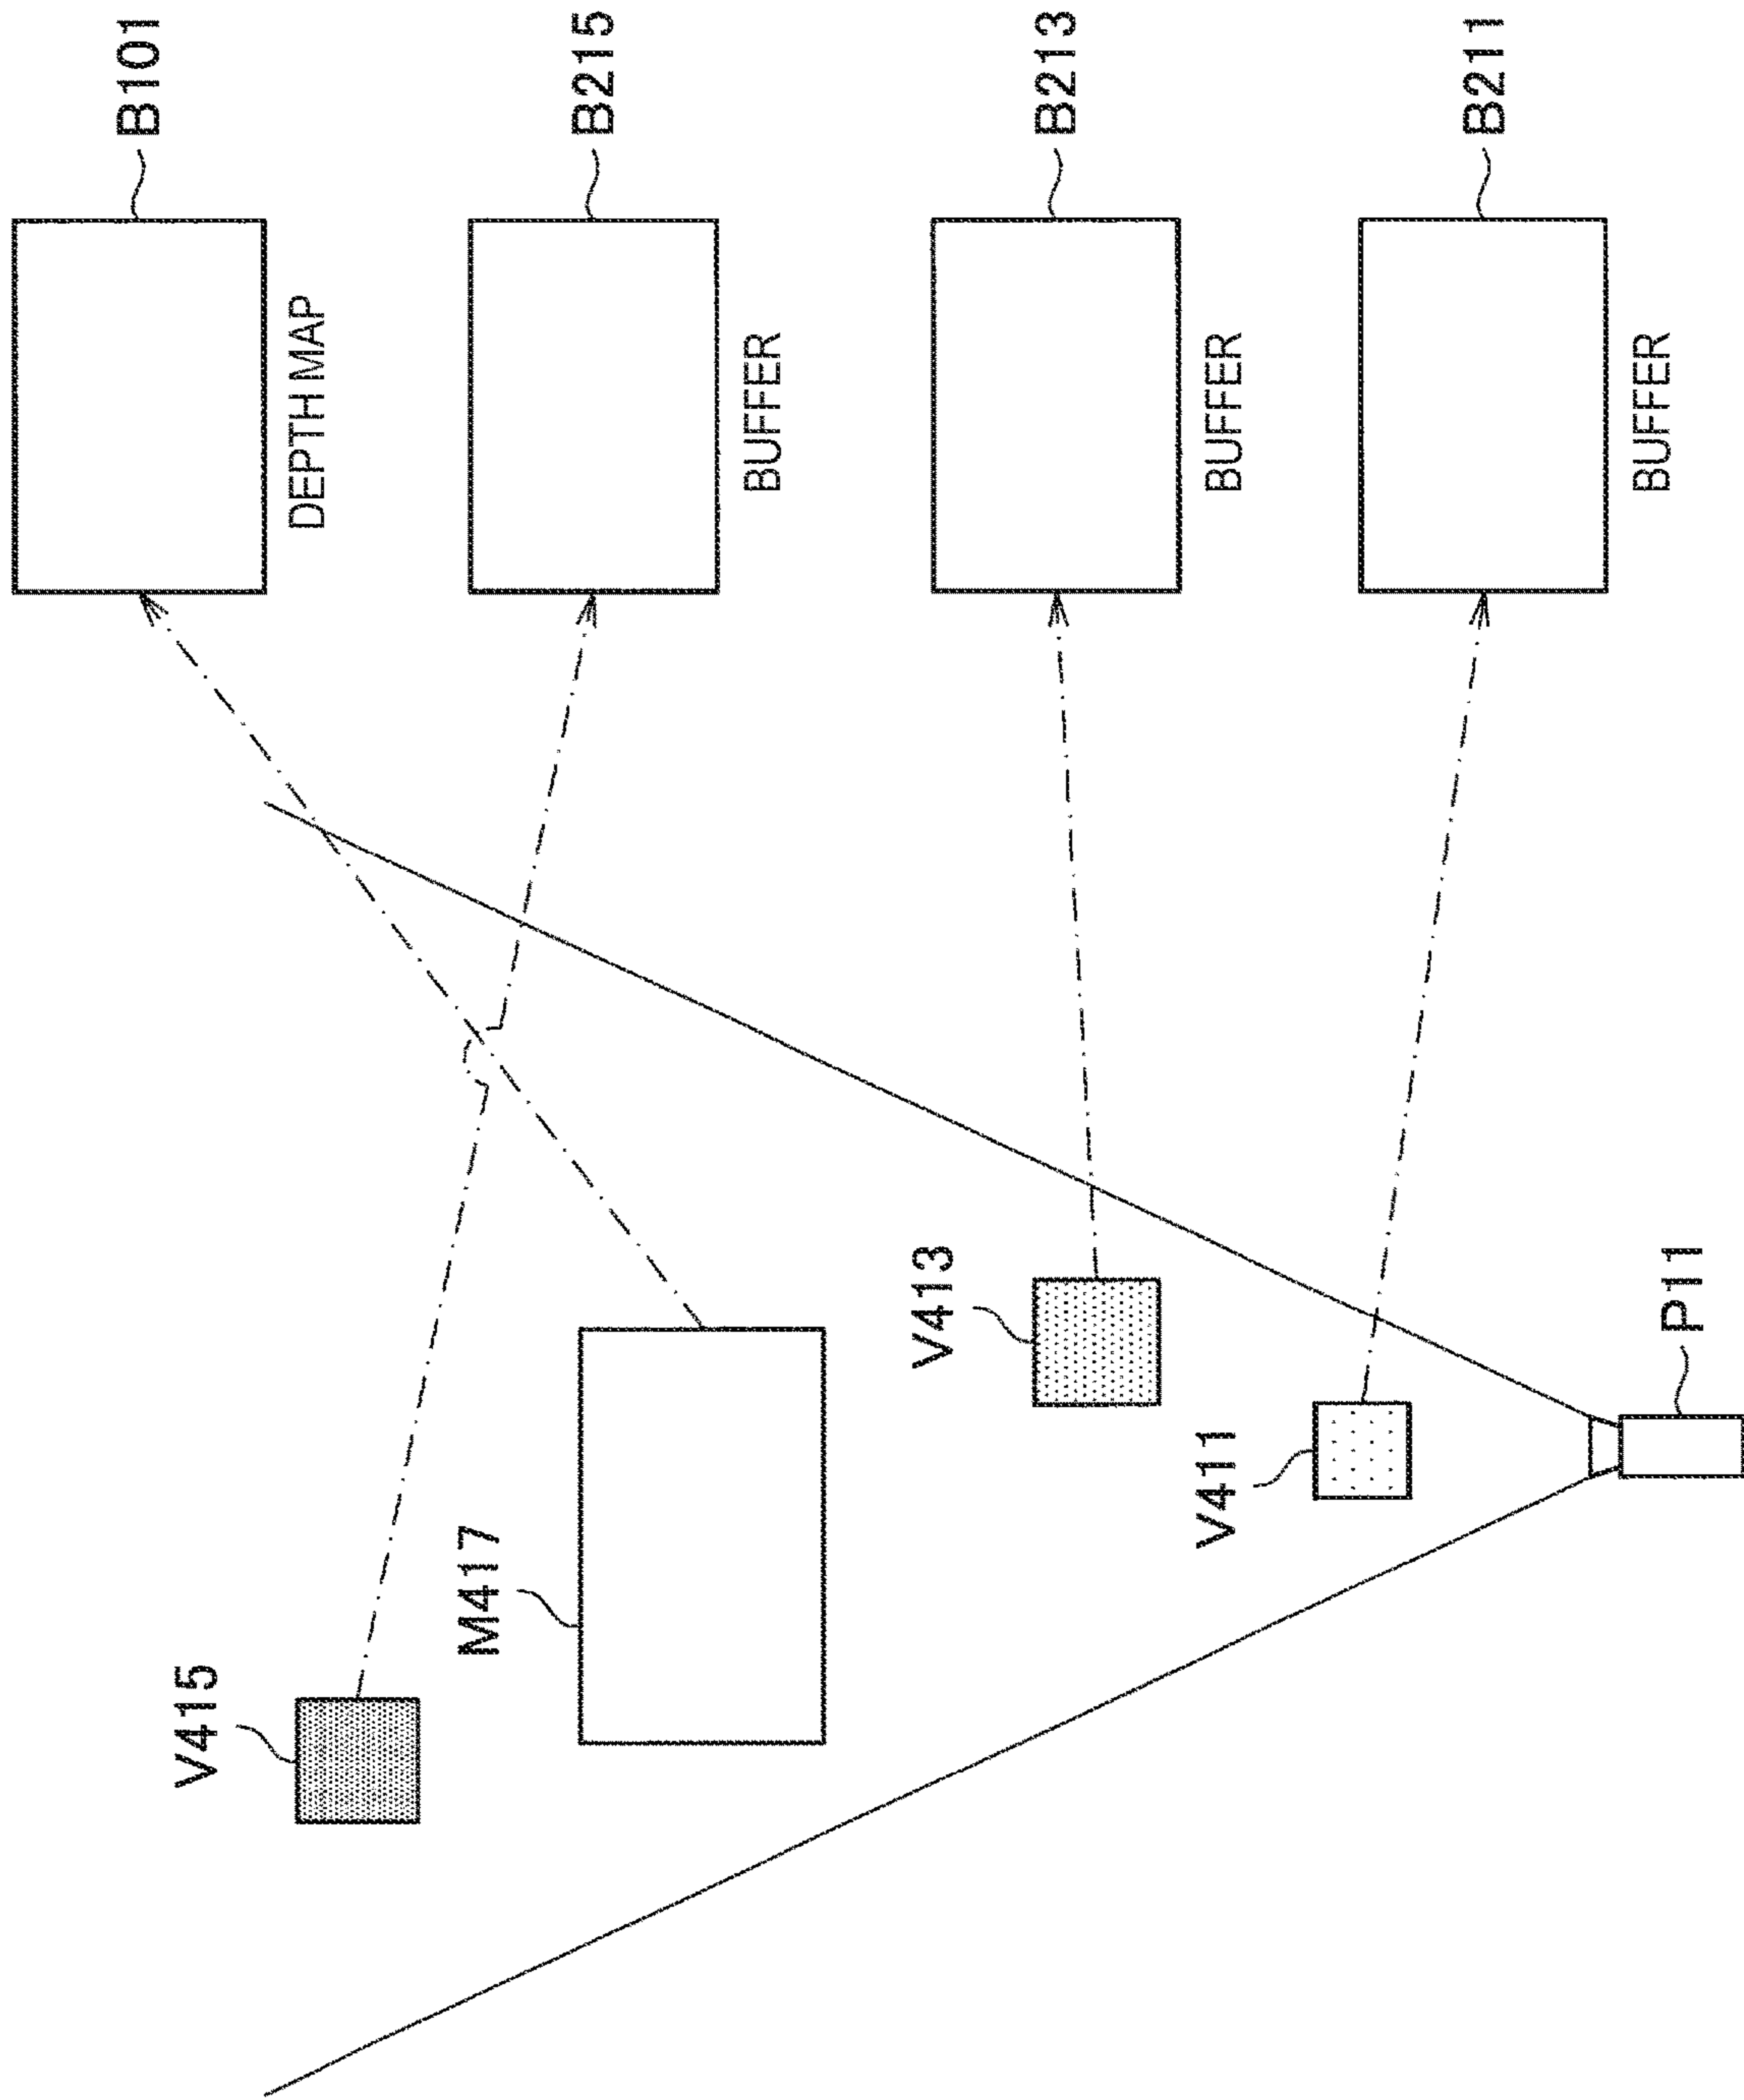 B101
DEPTH MAP
B215
BUFFER
B213
BUFFER
B211
BUFFER
V415
M417
V413
V411
P11